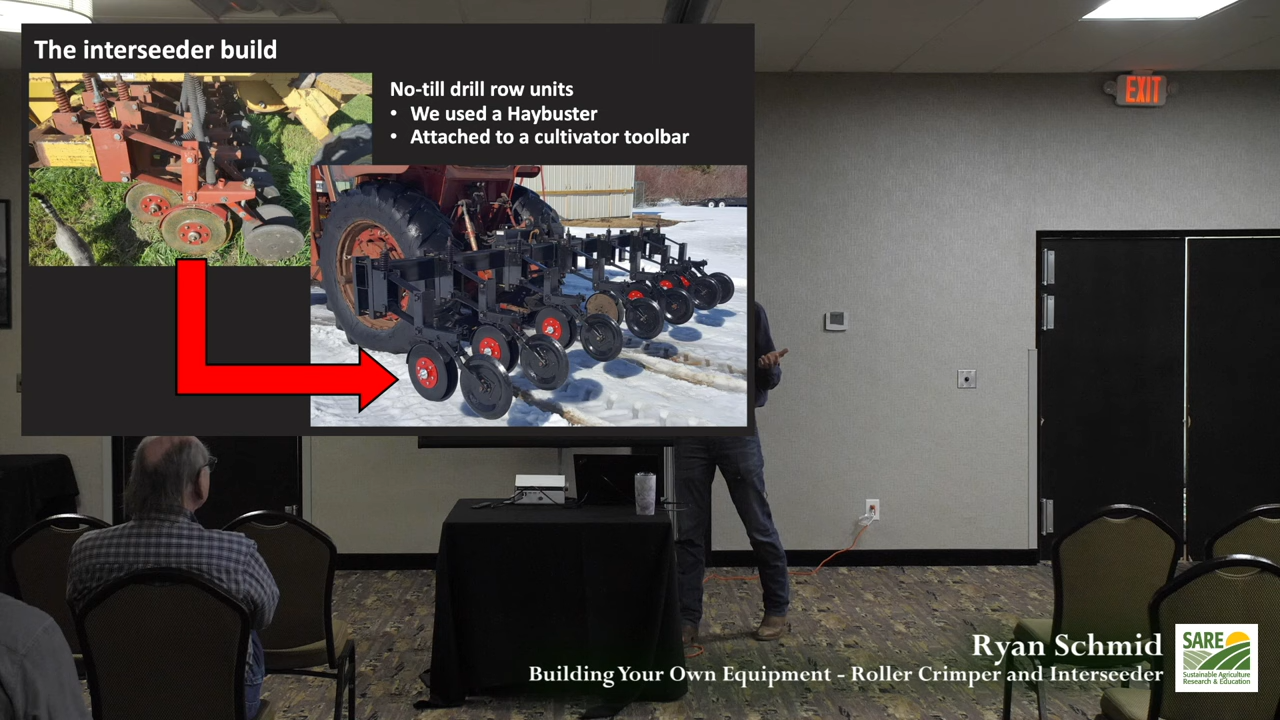 The interseeder build
No-till drill row units
• We used a Haybuster
• Attached to a cultivator toolbar
EXIT
Ryan Schmid
Building Your Own Equipment - Roller Crimper and Interseeder
SARE
Sustainable Agriculture
Research & Education